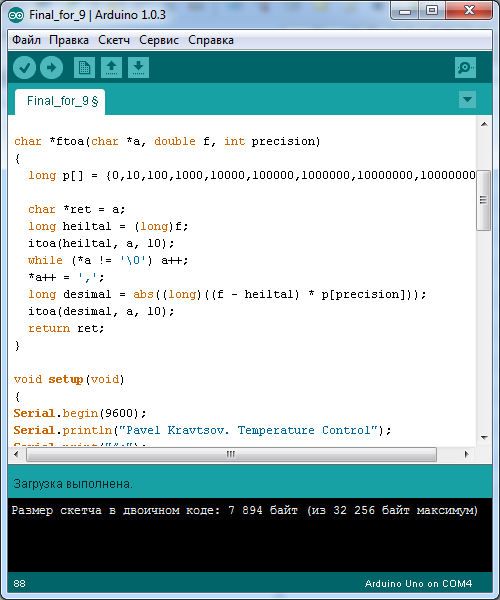 Final_for_9 | Arduino 1.0.3
Файл Правка Скетч Сервис Справка
Final_for_9 §
char *ftoa(char *a, double f, int precision)
{
long p[] = {0,10,100,1000,10000,100000,1000000,10000000,10000000
char *ret = a;
long heiltal = (long)f;
itoa(heiltal, a, 10);
while (*a != '\0') a++;
*a++ = ',';
long desimal = abs((long)((f - heiltal) * p[precision]));
itoa(desimal, a, 10);
return ret;
}
void setup(void)
{
Serial.begin(9600);
Serial.println("Pavel Kravtsov. Temperature Control");
Загрузка выполнена.
Размер скетча в двоичном коде: 7 894 байт (из 32 256 байт максимум)
88
Arduino Uno on COM4